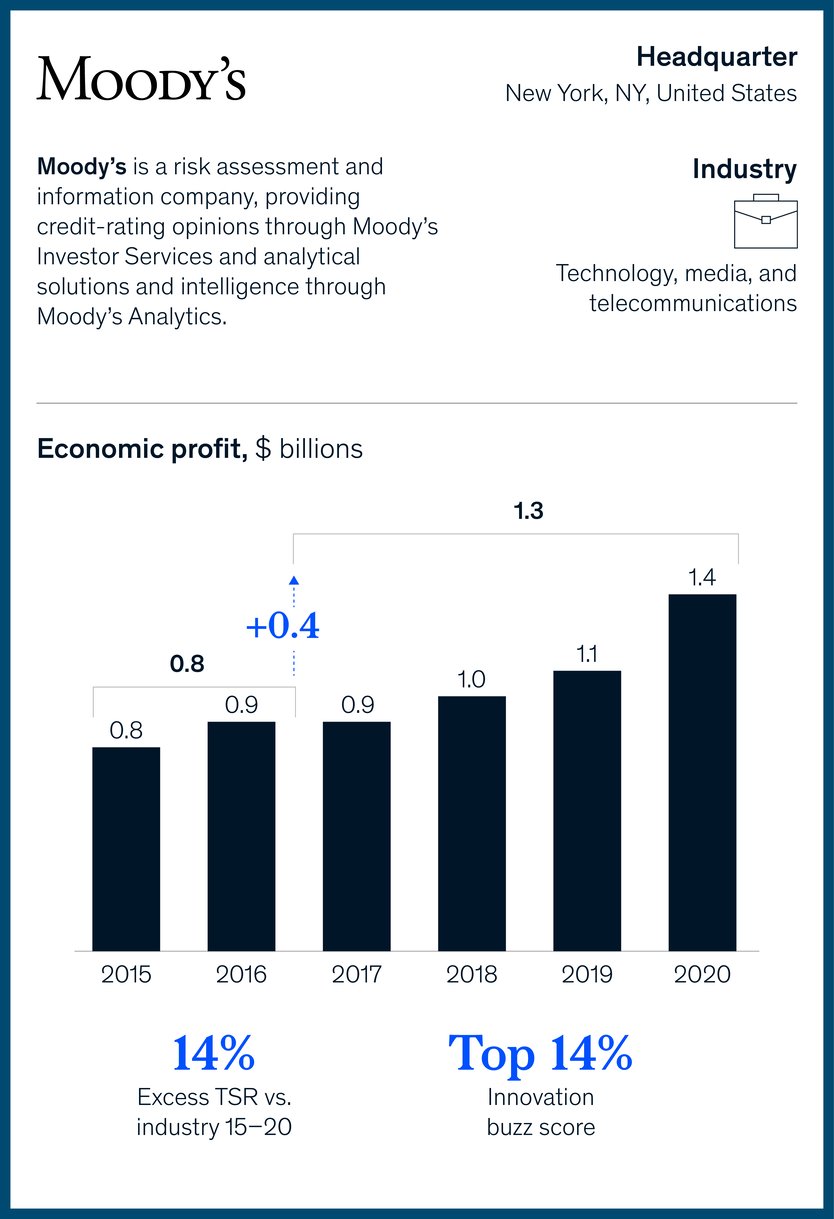 MOODY'S
Headquarter
New York, NY, United States
Moody's is a risk assessment and
information company, providing
credit-rating opinions through Moody's
Investor Services and analytical
solutions and intelligence through
Moody's Analytics.
Industry
Technology, media, and
telecommunications
Economic profit, $ billions
1.3
1.4
+0.4
0.8
1.1
1.0
0.9
0.9
0.8
2015
2016
2017
2018
2019
2020
14%
Excess TSR vs.
industry 15–20
Top 14%
Innovation
buzz score